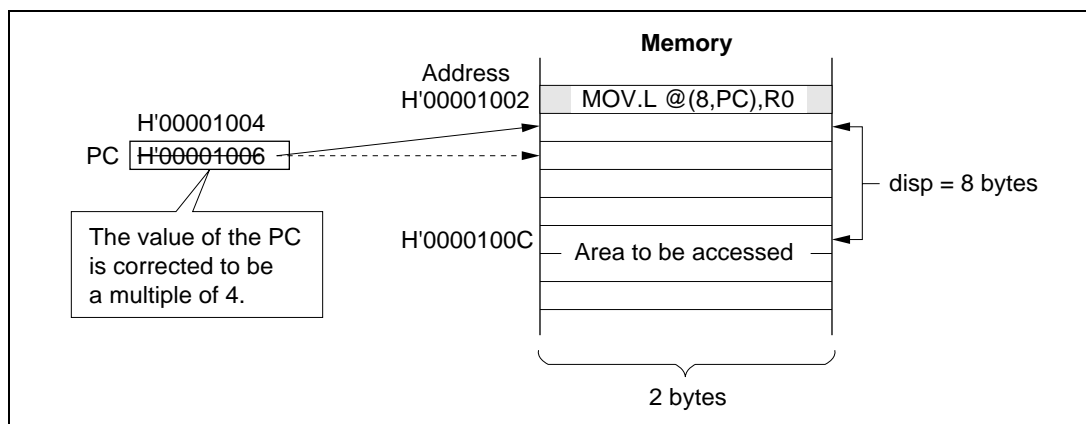 Memory
Address
H'00001002
MOV.L @(8,PC),R0
H'00001004
PC H'00001006
disp = 8 bytes
The value of the PC
is corrected to be
a multiple of 4.
H'0000100C
Area to be accessed
2 bytes